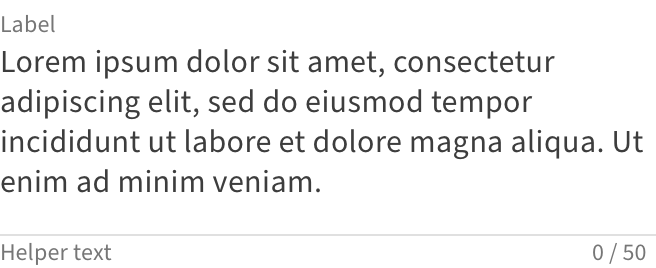 Label
Lorem ipsum dolor sit amet, consectetur
adipiscing elit, sed do eiusmod tempor
incididunt ut labore et dolore magna aliqua. Ut
enim ad minim veniam.
Helper text 0 / 50